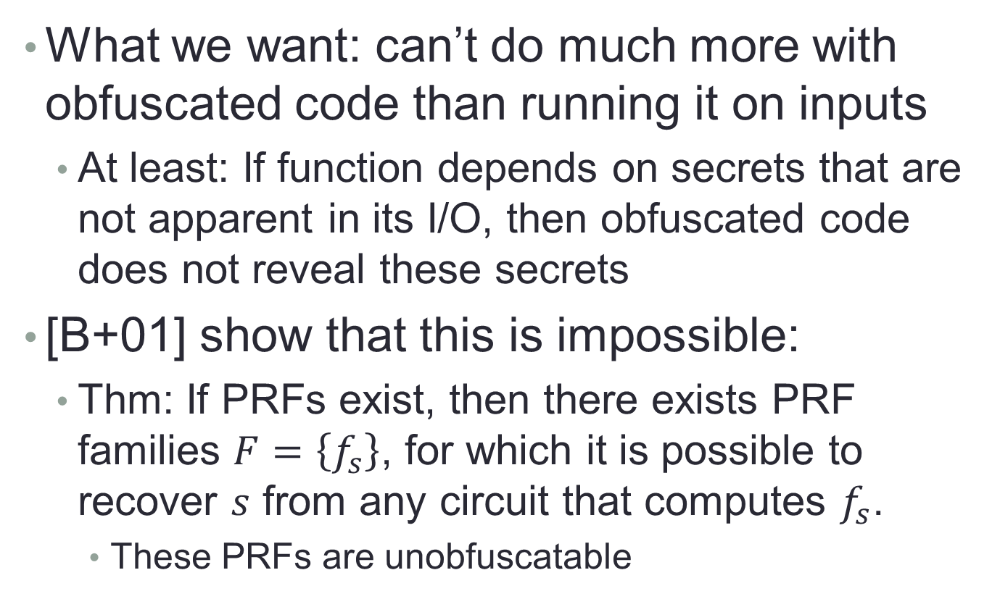 • What we want: can’t do much more with
obfuscated code than running it on inputs
• At least: If function depends on secrets that are
not apparent in its I/O, then obfuscated code
does not reveal these secrets
• [B+01] show that this is impossible:
• Thm: If PRFs exist, then there exists PRF
families F = {fₛ}, for which it is possible to
recover s from any circuit that computes fₛ.
• These PRFs are unobfuscatable